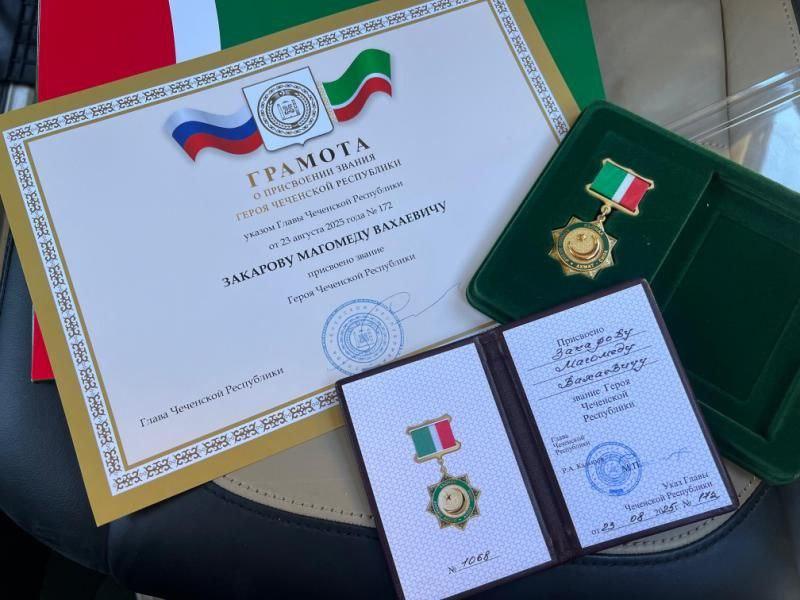 ГРАМОТА
О ПРИСВОЕНИИ ЗВАНИЯ
ГЕРОЯ ЧЕЧЕНСКОЙ РЕСПУБЛИКИ
указом Главы Чеченской Республики
от 23 августа 2025 года № 172
ЗАКАРОВУ МАГОМЕДУ ВАХАЕВИЧУ
присвоено звание
Героя Чеченской Республики
Глава Чеченской Республики
№ 1068
Присвоено
Закарову
Магомеду
Вахаевичу
звание Героя
Чеченской
Республики
Глава
Чеченской
Республики
Р.А. Кадыров
М.П.
Указ Главы
Чеченской Республики
от 23 08 2025г. № 172